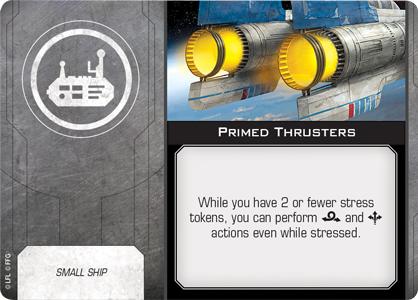 PRIMED THRUSTERS
While you have 2 or fewer stress
tokens, you can perform and
actions even while stressed.
SMALL SHIP
© LFL © FFG